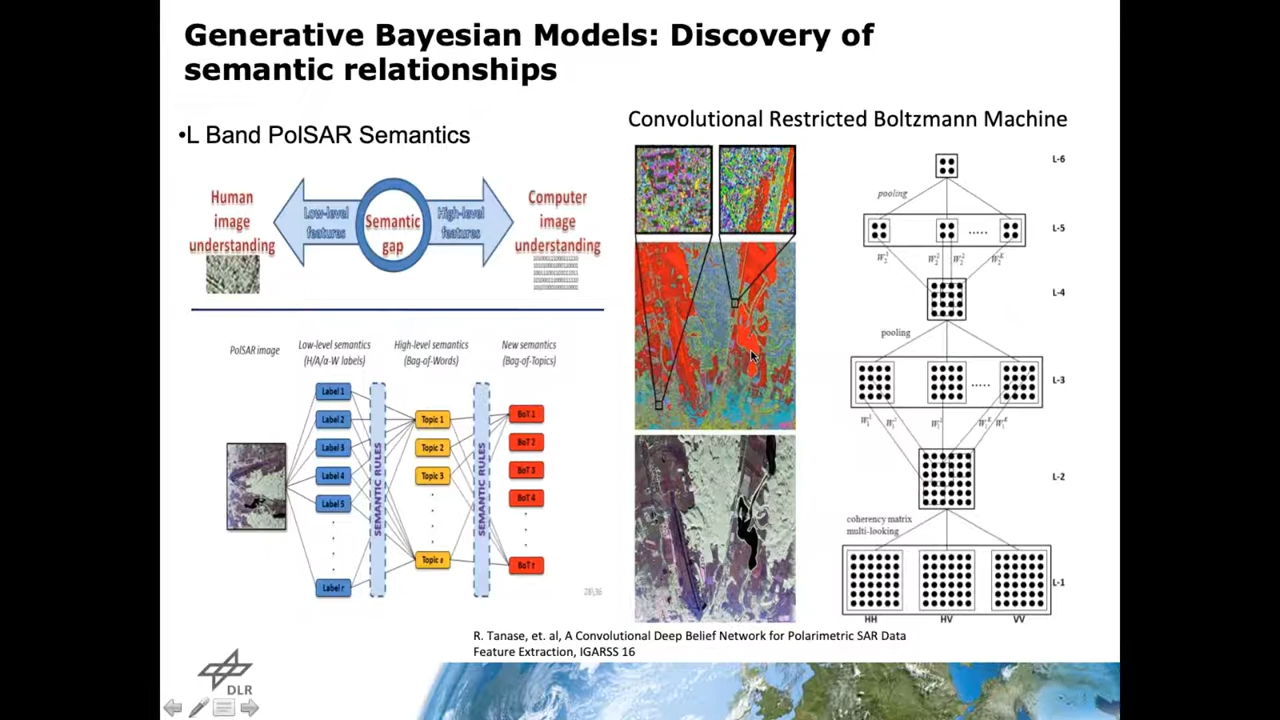 Generative Bayesian Models: Discovery of
semantic relationships
•L Band PolSAR Semantics
Human
image
understanding
Low-level
features
Semantic
gap
High-level
features
Computer
image
understanding
PolSAR image
Low-level semantics
(H/A/α-W labels)
High-level semantics
(Bag-of-Words)
New semantics
(Bag-of-Topics)
Label 1
Label 2
Label 3
Label 4
Label 5
Label r
SEMANTIC RULES
Topic 1
Topic 2
Topic 3
Topic s
SEMANTIC RULES
BoT 1
BoT 2
BoT 3
BoT 4
BoT t
Convolutional Restricted Boltzmann Machine
L-6
pooling
L-5
L-4
pooling
L-3
L-2
coherency matrix
multi-looking
L-1
HH
HV
VV
R. Tanase, et. al, A Convolutional Deep Belief Network for Polarimetric SAR Data
Feature Extraction, IGARSS 16
DLR